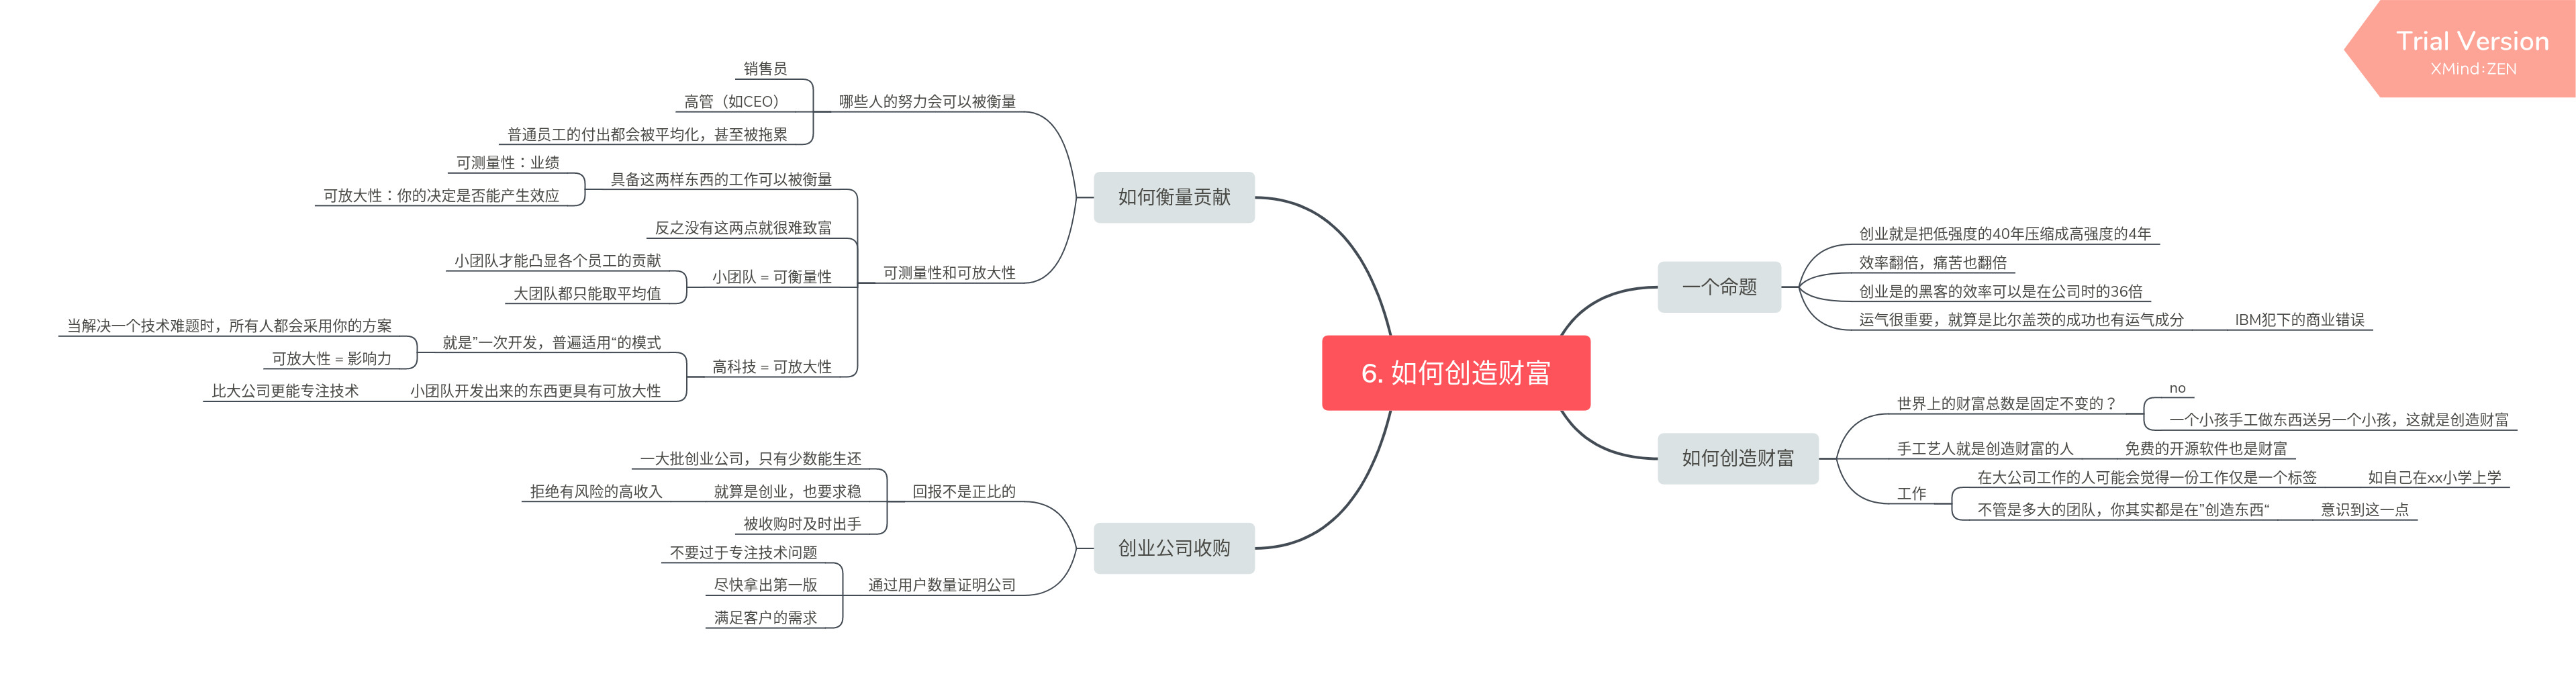 Trial Version
XMind:ZEN
6. 如何创造财富
一个命题
创业就是把低强度的40年压缩成高强度的4年
效率翻倍，痛苦也翻倍
创业是的黑客的效率可以是在公司时的36倍
运气很重要，就算是比尔盖茨的成功也有运气成分
IBM犯下的商业错误
如何创造财富
世界上的财富总数是固定不变的？
no
一个小孩手工做东西送另一个小孩，这就是创造财富
手工艺人就是创造财富的人
免费的开源软件也是财富
工作
在大公司工作的人可能会觉得一份工作仅是一个标签
如自己在xx小学上学
不管是多大的团队，你其实都是在”创造东西“
意识到这一点
如何衡量贡献
哪些人的努力会可以被衡量
销售员
高管（如CEO）
普通员工的付出都会被平均化，甚至被拖累
可测量性和可放大性
具备这两样东西的工作可以被衡量
可测量性：业绩
可放大性：你的决定是否能产生效应
反之没有这两点就很难致富
小团队 = 可衡量性
小团队才能凸显各个员工的贡献
大团队都只能取平均值
高科技 = 可放大性
就是”一次开发，普遍适用“的模式
当解决一个技术难题时，所有人都会采用你的方案
可放大性 = 影响力
小团队开发出来的东西更具有可放大性
比大公司更能专注技术
创业公司收购
回报不是正比的
一大批创业公司，只有少数能生还
就算是创业，也要求稳
拒绝有风险的高收入
被收购时及时出手
通过用户数量证明公司
不要过于专注技术问题
尽快拿出第一版
满足客户的需求